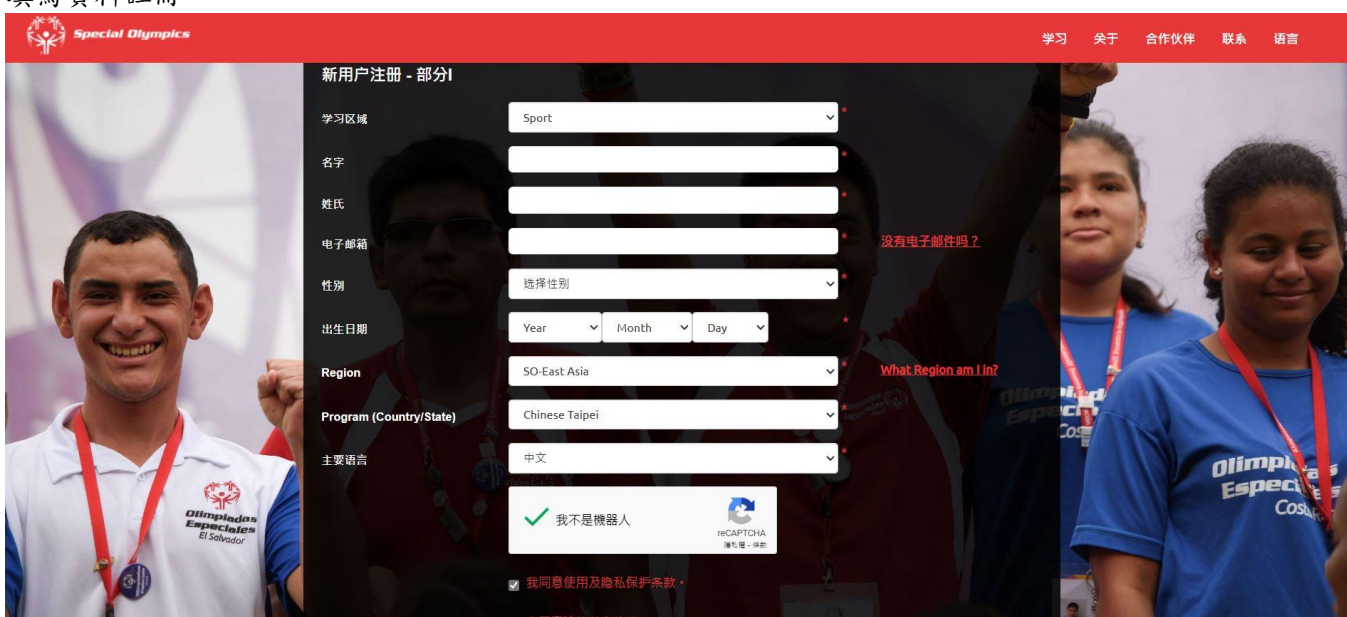 填寫資料註冊
Special Olympics
学习 关于 合作伙伴 联系 语言
新用户注册 - 部分I
学习区域 Sport *
名字 *
姓氏 *
电子邮箱 * 没有电子邮件吗？
性别 选择性别 *
出生日期 Year Month Day *
Region SO-East Asia * What Region am I in?
Program (Country/State) Chinese Taipei *
主要语言 中文 *
我不是機器人
reCAPTCHA
隱私權 - 條款
我同意使用及隐私保护条款。
Olimpiadas
Especiales
El Salvador
Olimpiadas
Especiales